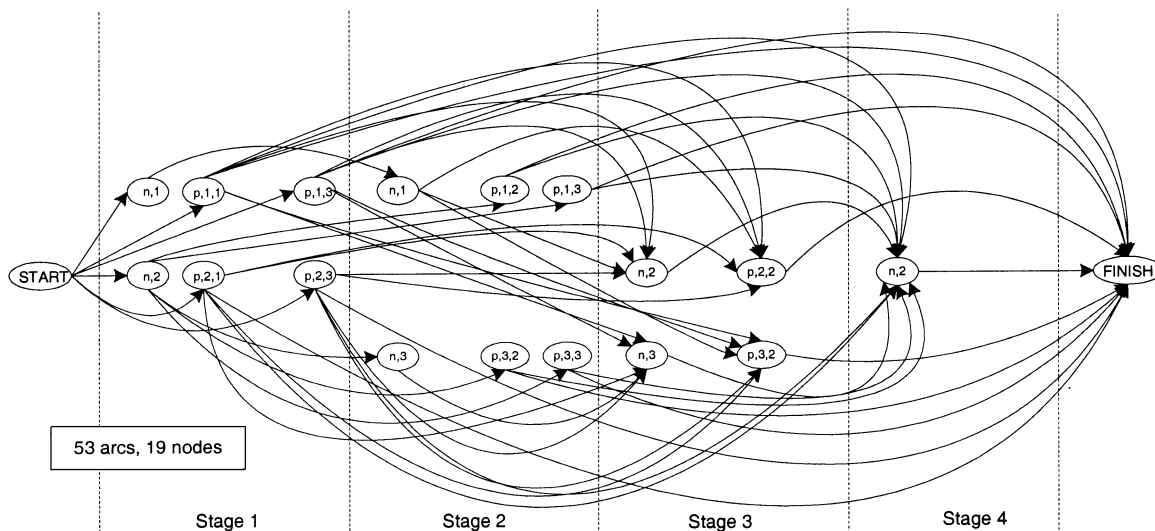 n,1 p,1,1 p,1,3 n,1 p,1,2 p,1,3
START n,2 p,2,1 p,2,3 n,2 p,2,2 n,2 FINISH
n,3 p,3,2 p,3,3 n,3 p,3,2
53 arcs, 19 nodes
Stage 1 Stage 2 Stage 3 Stage 4